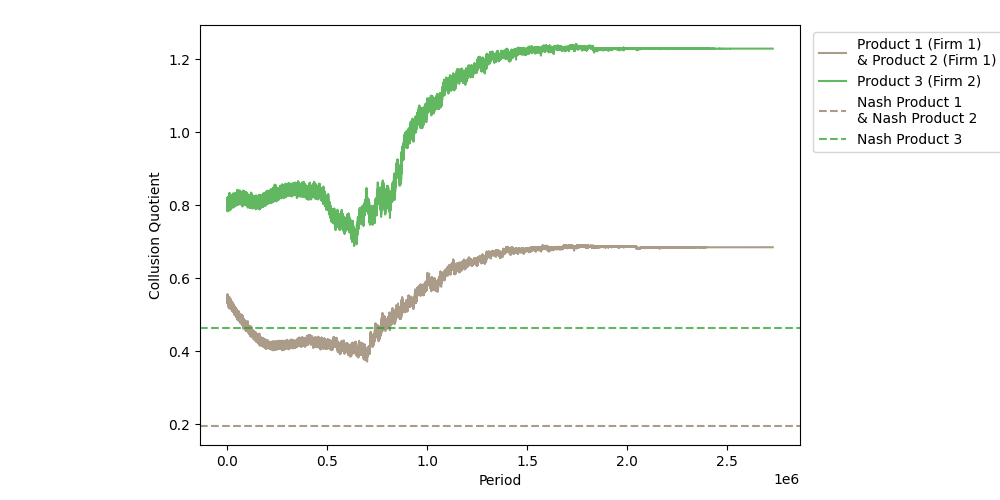 1.2
1.0
0.8
0.6
0.4
0.2
Collusion Quotient
0.0
0.5
1.0
1.5
2.0
2.5
1e6
Period
Product 1 (Firm 1)
& Product 2 (Firm 1)
Product 3 (Firm 2)
Nash Product 1
& Nash Product 2
Nash Product 3